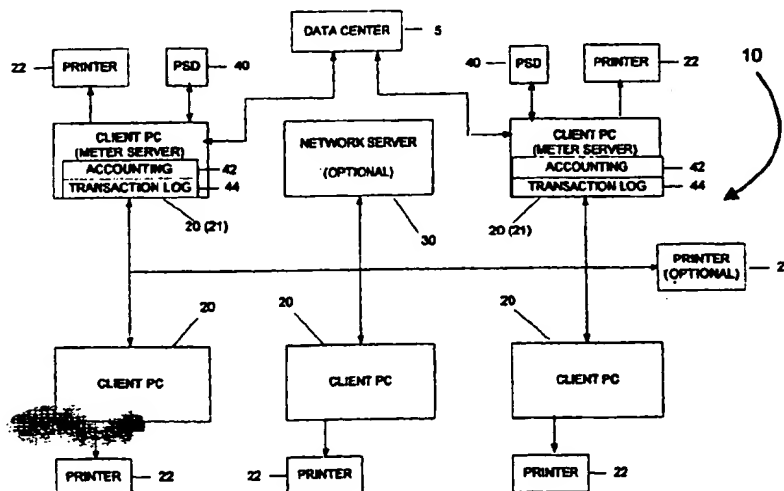 DATA CENTER 5
22 PRINTER PSD 40
40 PSD PRINTER 22
10
CLIENT PC
(METER SERVER)
ACCOUNTING 42
TRANSACTION LOG 44
20 (21)
NETWORK SERVER
(OPTIONAL)
30
CLIENT PC
(METER SERVER)
ACCOUNTING 42
TRANSACTION LOG 44
20 (21)
PRINTER
(OPTIONAL)
20
20
20
CLIENT PC
CLIENT PC
CLIENT PC
PRINTER 22
22 PRINTER
PRINTER 22